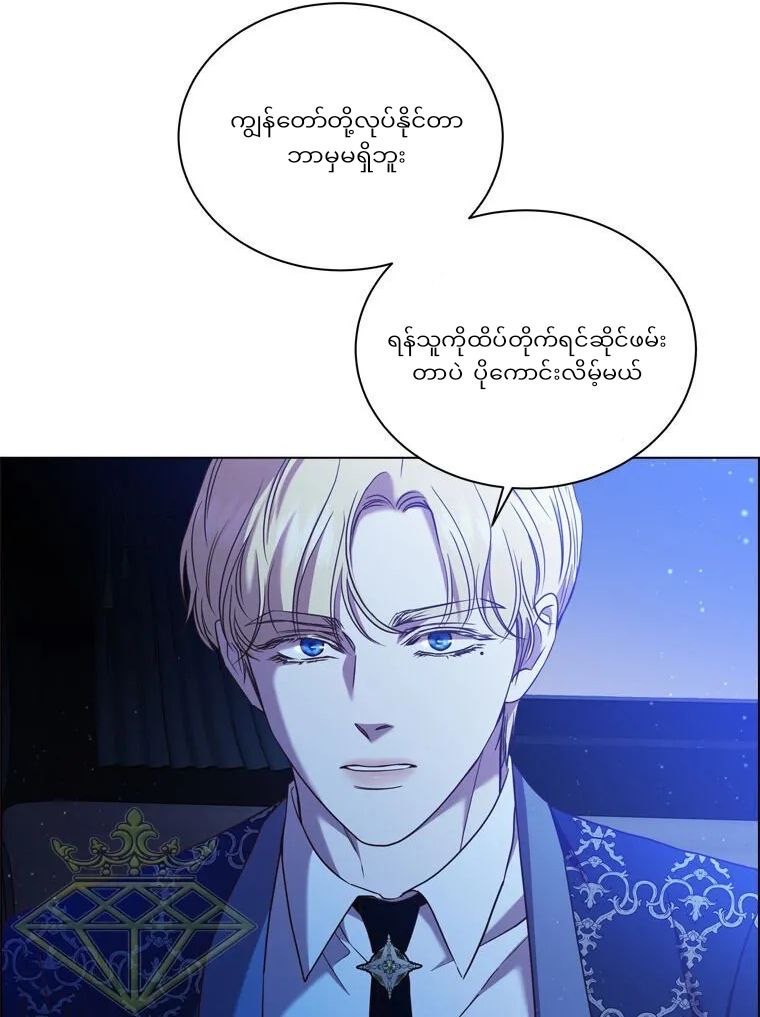 ကျွန်တော်တို့လုပ်နိုင်တာ
ဘာမှမရှိဘူး
ရန်သူကိုထိပ်တိုက်ရင်ဆိုင်ဖမ်း
တာပဲ ပိုကောင်းလိမ့်မယ်